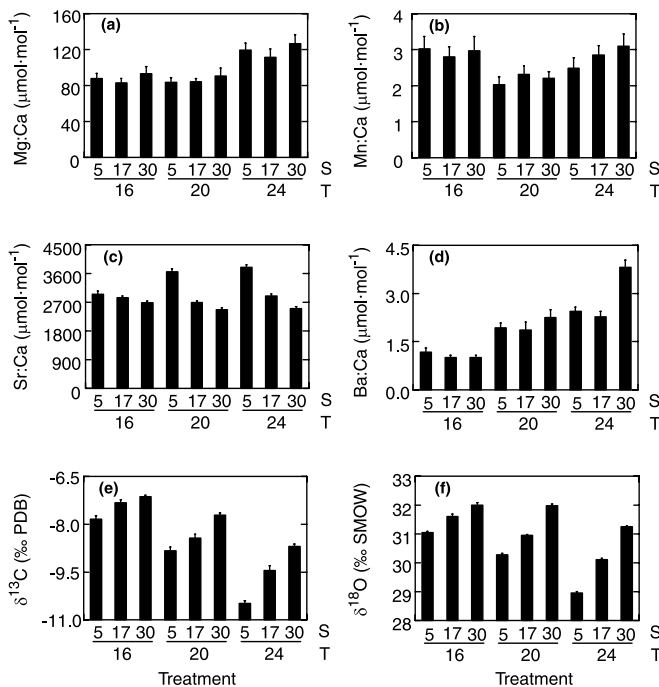 (a)
Mg:Ca (µmol·mol⁻¹)
160
120
80
40
0
5 17 30 5 17 30 5 17 30 S
16 20 24 T
(b)
Mn:Ca (µmol·mol⁻¹)
4
3
2
1
0
5 17 30 5 17 30 5 17 30 S
16 20 24 T
(c)
Sr:Ca (µmol·mol⁻¹)
4500
3600
2700
1800
900
0
5 17 30 5 17 30 5 17 30 S
16 20 24 T
(d)
Ba:Ca (µmol·mol⁻¹)
4.5
3.0
1.5
0.0
5 17 30 5 17 30 5 17 30 S
16 20 24 T
(e)
δ¹³C (‰ PDB)
-6.5
-8.0
-9.5
-11.0
5 17 30 5 17 30 5 17 30 S
16 20 24 T
Treatment
(f)
δ¹⁸O (‰ SMOW)
33
32
31
30
29
28
5 17 30 5 17 30 5 17 30 S
16 20 24 T
Treatment